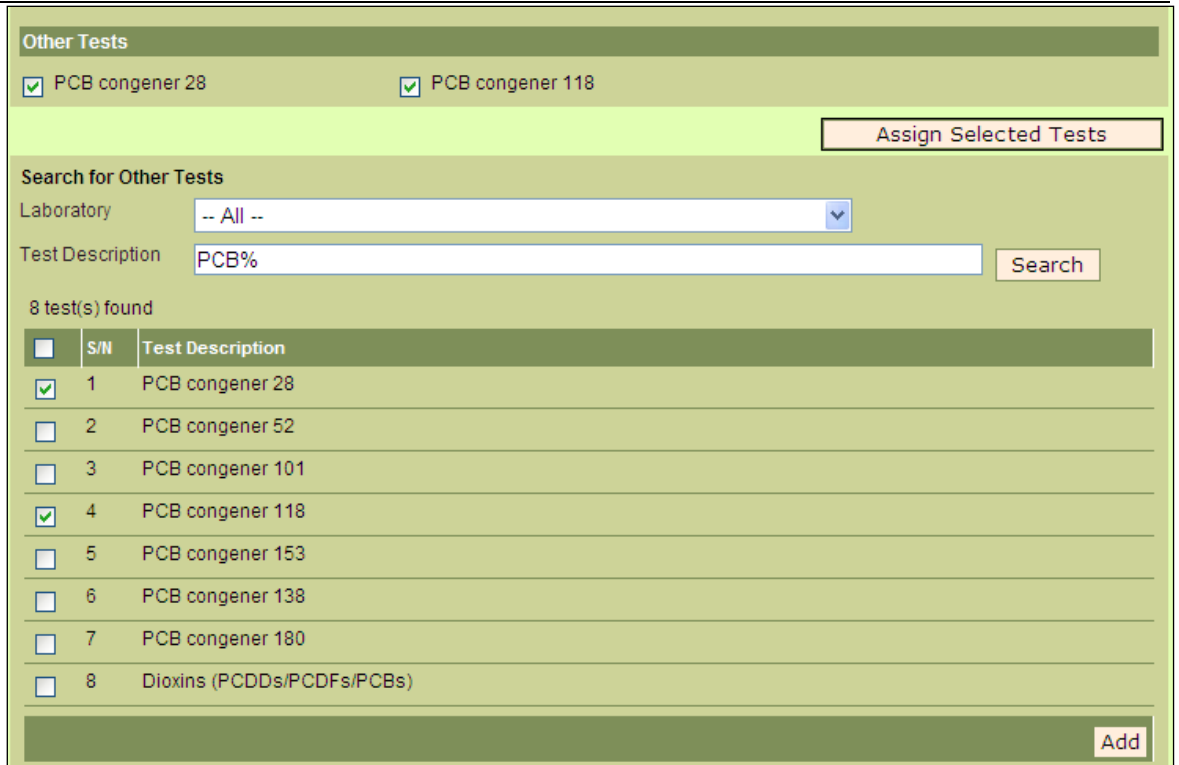 Other Tests
PCB congener 28 PCB congener 118
Assign Selected Tests
Search for Other Tests
Laboratory -- All --
Test Description PCB% Search
8 test(s) found
S/N Test Description
1 PCB congener 28
2 PCB congener 52
3 PCB congener 101
4 PCB congener 118
5 PCB congener 153
6 PCB congener 138
7 PCB congener 180
8 Dioxins (PCDDs/PCDFs/PCBs)
Add